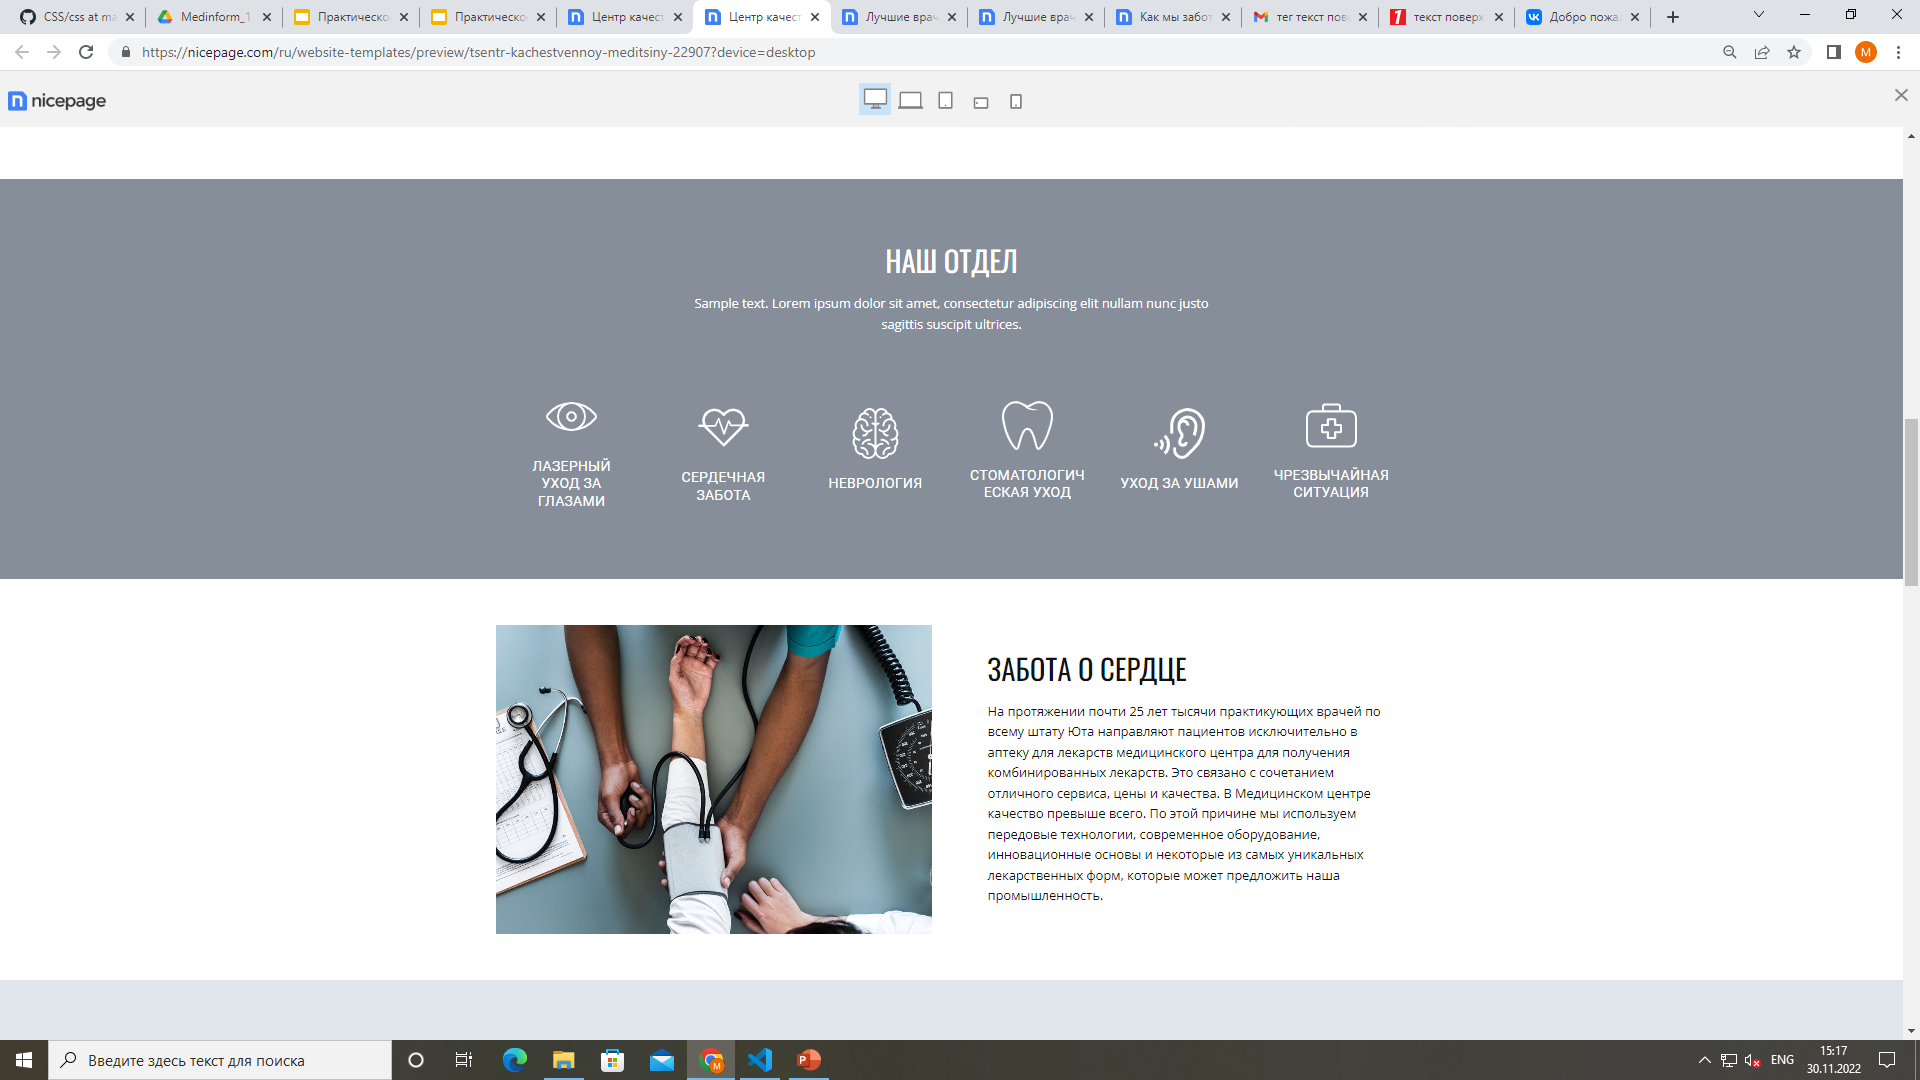 CSS/css at ma
Medinform_1
Практическо
Практическо
Центр качест
Центр качест
Лучшие врач
Лучшие врач
Как мы забот
тег текст пов
текст поверх
Добро пожа
https://nicepage.com/ru/website-templates/preview/tsentr-kachestvennoy-meditsiny-22907?device=desktop
M
nicepage
НАШ ОТДЕЛ
Sample text. Lorem ipsum dolor sit amet, consectetur adipiscing elit nullam nunc justo
sagittis suscipit ultrices.
ЛАЗЕРНЫЙ
УХОД ЗА
ГЛАЗАМИ
СЕРДЕЧНАЯ
ЗАБОТА
НЕВРОЛОГИЯ
СТОМАТОЛОГИЧ
ЕСКАЯ УХОД
УХОД ЗА УШАМИ
ЧРЕЗВЫЧАЙНАЯ
СИТУАЦИЯ
ЗАБОТА О СЕРДЦЕ
На протяжении почти 25 лет тысячи практикующих врачей по
всему штату Юта направляют пациентов исключительно в
аптеку для лекарств медицинского центра для получения
комбинированных лекарств. Это связано с сочетанием
отличного сервиса, цены и качества. В Медицинском центре
качество превыше всего. По этой причине мы используем
передовые технологии, современное оборудование,
инновационные основы и некоторые из самых уникальных
лекарственных форм, которые может предложить наша
промышленность.
Введите здесь текст для поиска
ENG
15:17
30.11.2022